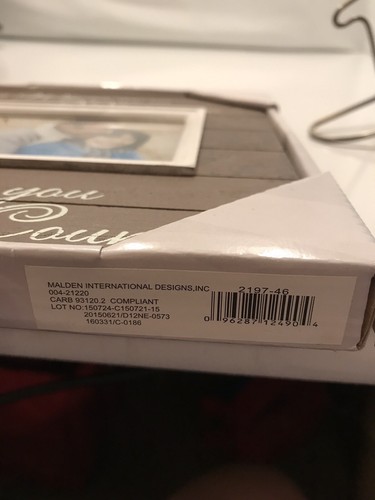 you
MALDEN INTERNATIONAL DESIGNS,INC
004-21220
CARB 93120.2 COMPLIANT
LOT NO:150724-C150721-15
20150621/D12NE-0573
160331/C-0186
2197-46
0 96287 12490 4